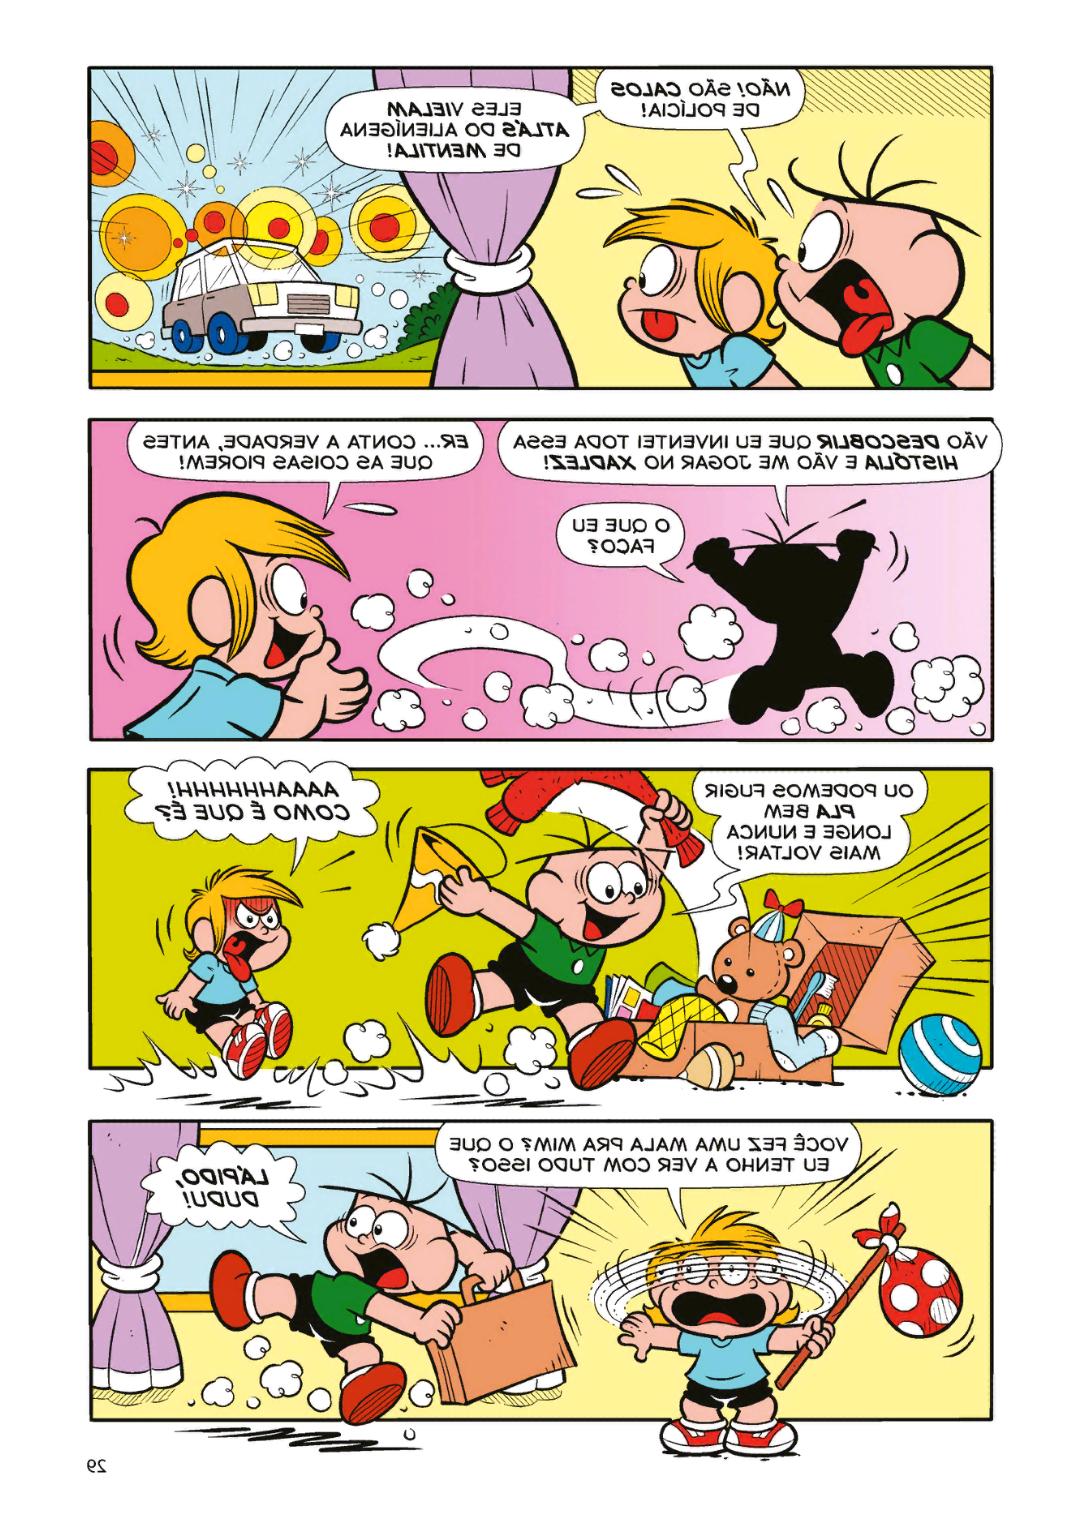 NÃO! SÃO CALOS
DE POLÍCIA!
ELES VIELAM
ATLÁS DO ALIENÍGENA
DE MENTILA!
VÃO DESCOBLIR QUE EU INVENTEI TODA ESSA
HISTÓLIA E VÃO ME JOGAR NO XADLEZ!
O QUE EU
FAÇO?
ER... CONTA A VERDADE, ANTES
QUE AS COISAS PIOREM!
OU PODEMOS FUGIR
PLA BEM
LONGE E NUNCA
MAIS VOLTAR!
AAAAHHHHHH!
COMO É QUE É?
VOCÊ FEZ UMA MALA PRA MIM? O QUE
EU TENHO A VER COM TUDO ISSO?
LÁPIDO,
DUDU!
29